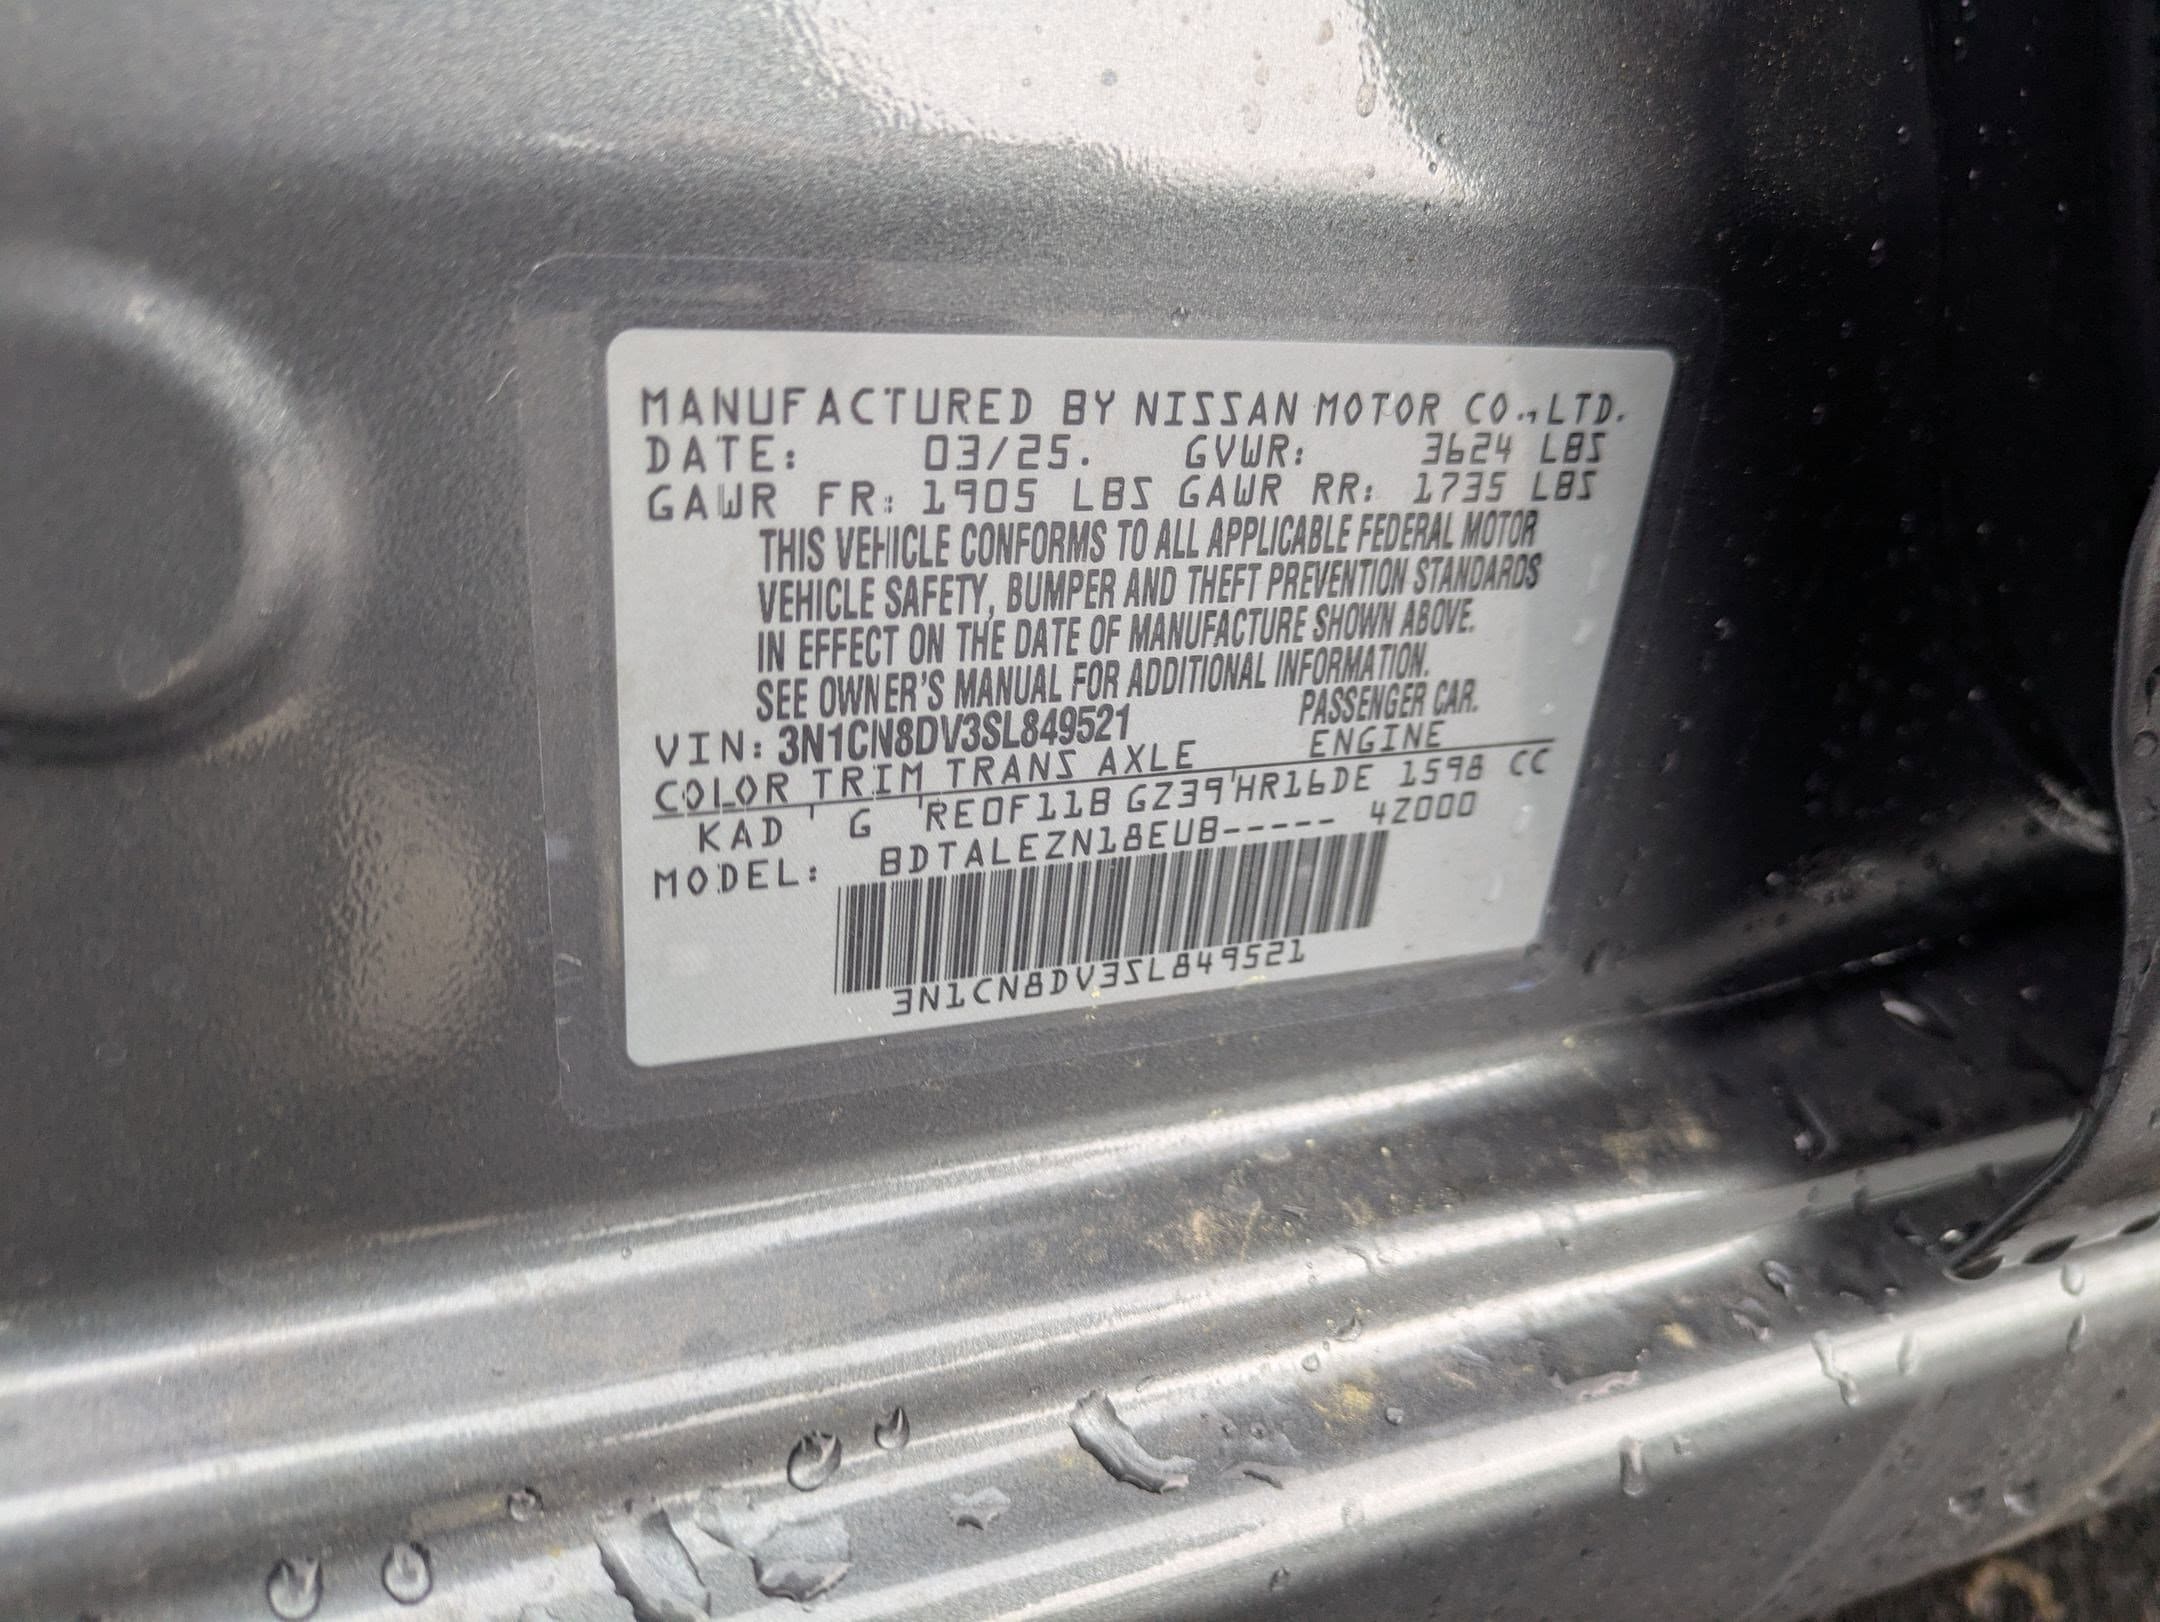 MANUFACTURED BY NISSAN MOTOR CO.,LTD.
DATE: 03/25. GVWR: 3624 LBS
GAWR FR: 1905 LBS GAWR RR: 1735 LBS
THIS VEHICLE CONFORMS TO ALL APPLICABLE FEDERAL MOTOR
VEHICLE SAFETY, BUMPER AND THEFT PREVENTION STANDARDS
IN EFFECT ON THE DATE OF MANUFACTURE SHOWN ABOVE.
SEE OWNER'S MANUAL FOR ADDITIONAL INFORMATION.
VIN: 3N1CN8DV3SL849521 PASSENGER CAR.
COLOR TRIM TRANS AXLE ENGINE
KAD G RE0F11B GZ39 HR16DE 1598 CC
MODEL: BDTALEZN18EUB----- 4Z000
3N1CN8DV3SL849521